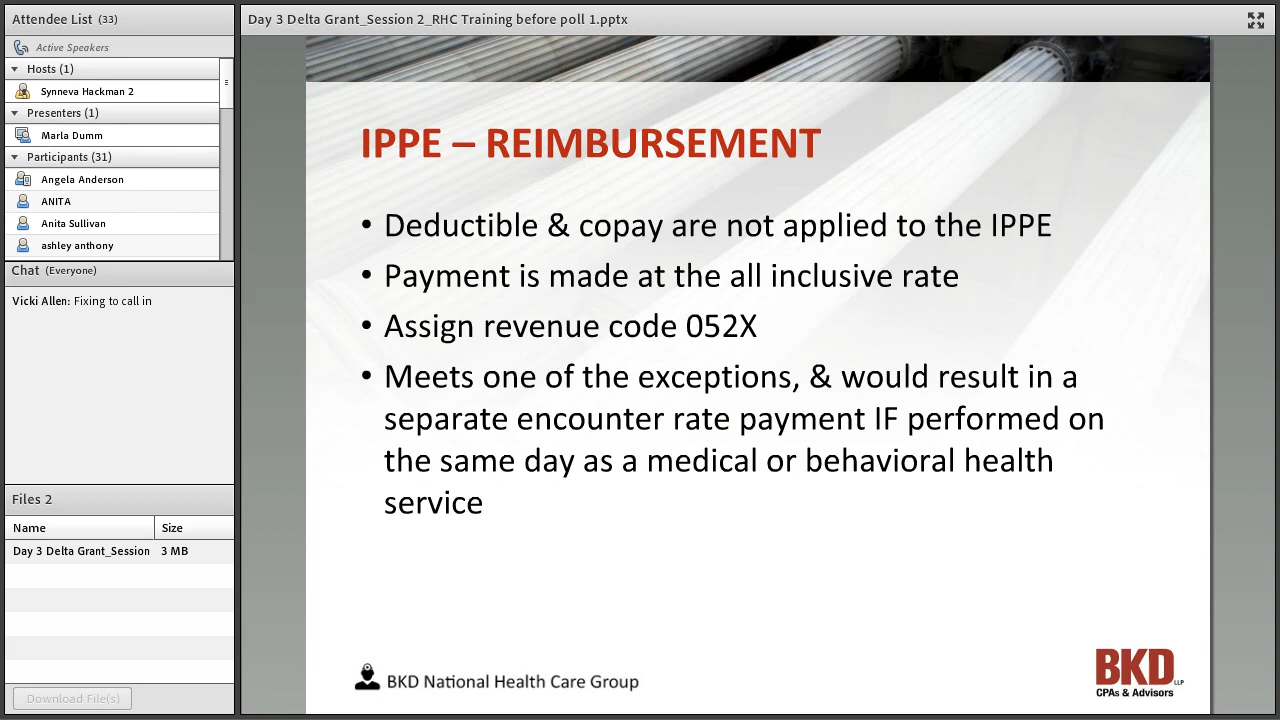 Attendee List (33)
Active Speakers
Hosts (1)
Synneva Hackman 2
Presenters (1)
Marla Dumm
Participants (31)
Angela Anderson
ANITA
Anita Sullivan
ashley anthony
Chat (Everyone)
Vicki Allen: Fixing to call in
Files 2
Name Size
Day 3 Delta Grant_Session 3 MB
Download File(s)
Day 3 Delta Grant_Session 2_RHC Training before poll 1.pptx
IPPE – REIMBURSEMENT
• Deductible & copay are not applied to the IPPE
• Payment is made at the all inclusive rate
• Assign revenue code 052X
• Meets one of the exceptions, & would result in a
separate encounter rate payment IF performed on
the same day as a medical or behavioral health
service
BKD National Health Care Group
BKD LLP
CPAs & Advisors